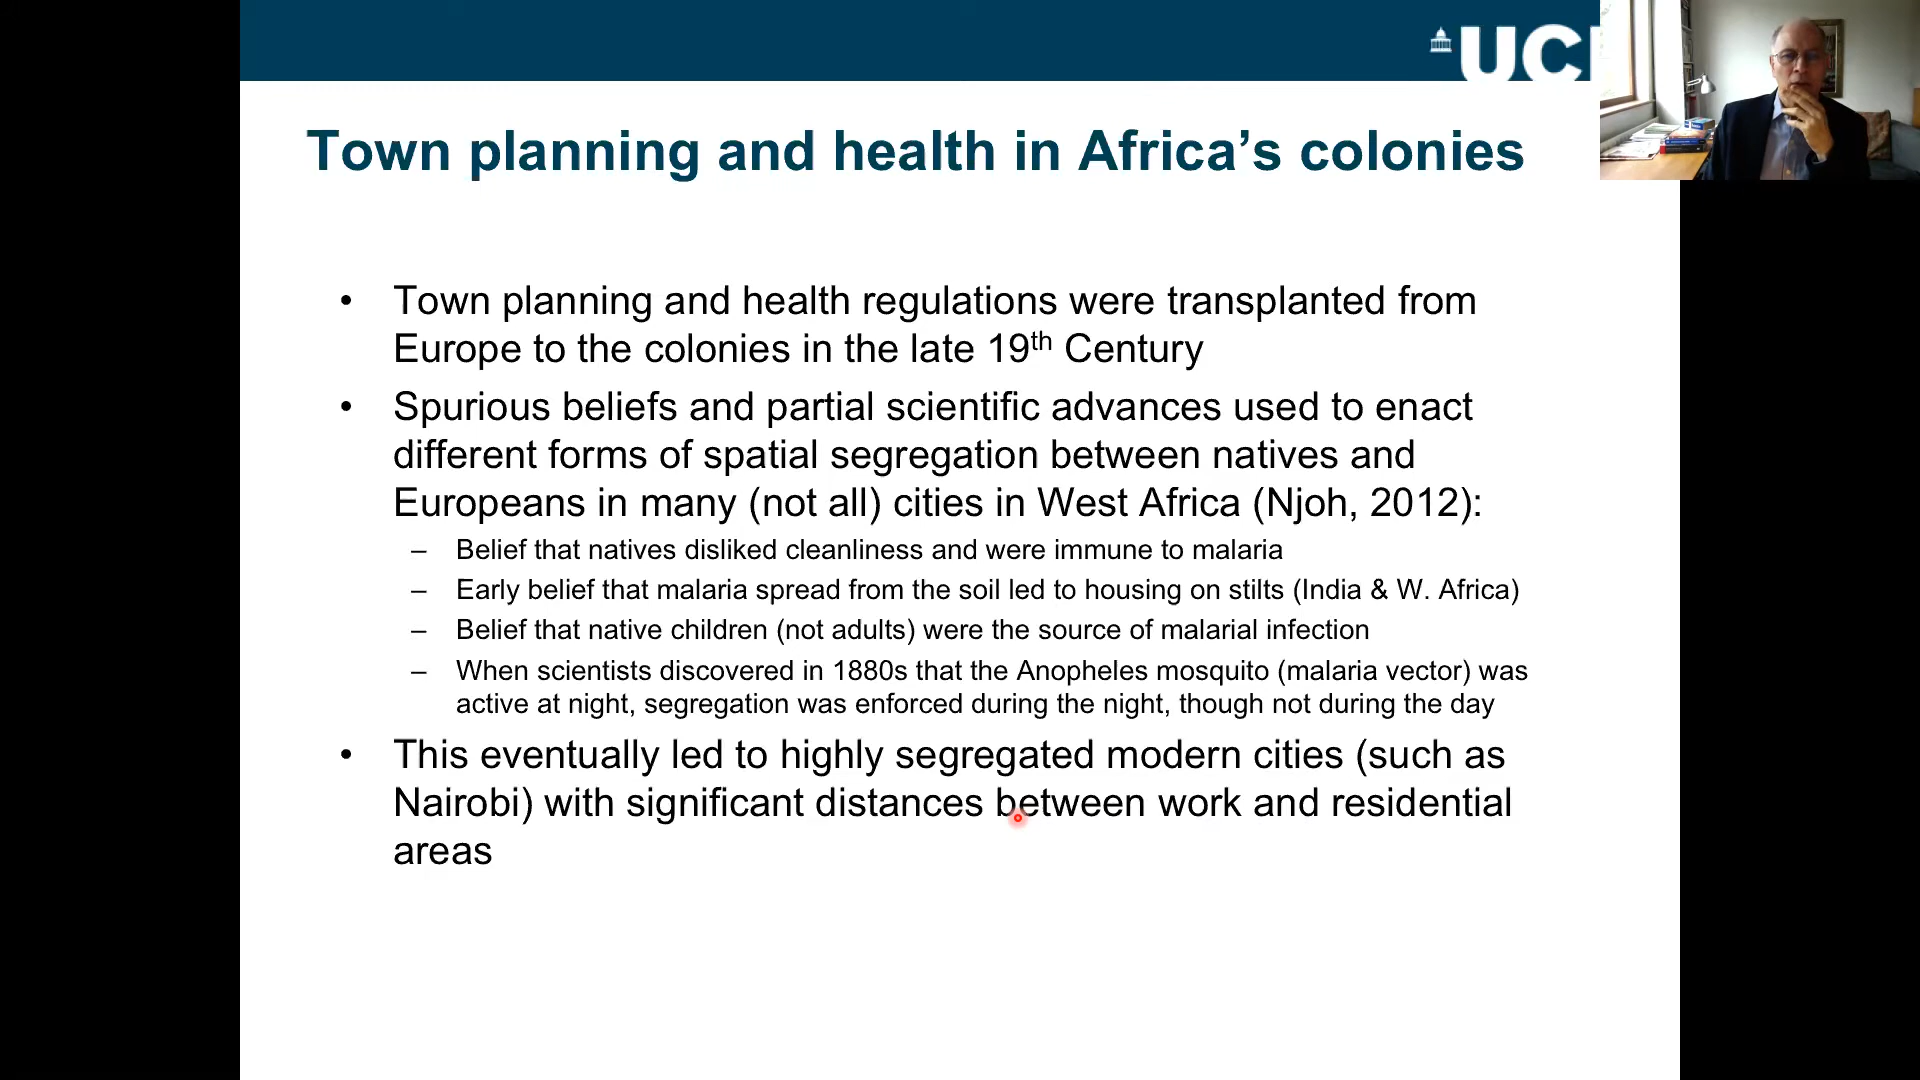 UCL
Town planning and health in Africa’s colonies
• Town planning and health regulations were transplanted from
Europe to the colonies in the late 19th Century
• Spurious beliefs and partial scientific advances used to enact
different forms of spatial segregation between natives and
Europeans in many (not all) cities in West Africa (Njoh, 2012):
– Belief that natives disliked cleanliness and were immune to malaria
– Early belief that malaria spread from the soil led to housing on stilts (India & W. Africa)
– Belief that native children (not adults) were the source of malarial infection
– When scientists discovered in 1880s that the Anopheles mosquito (malaria vector) was
active at night, segregation was enforced during the night, though not during the day
• This eventually led to highly segregated modern cities (such as
Nairobi) with significant distances between work and residential
areas